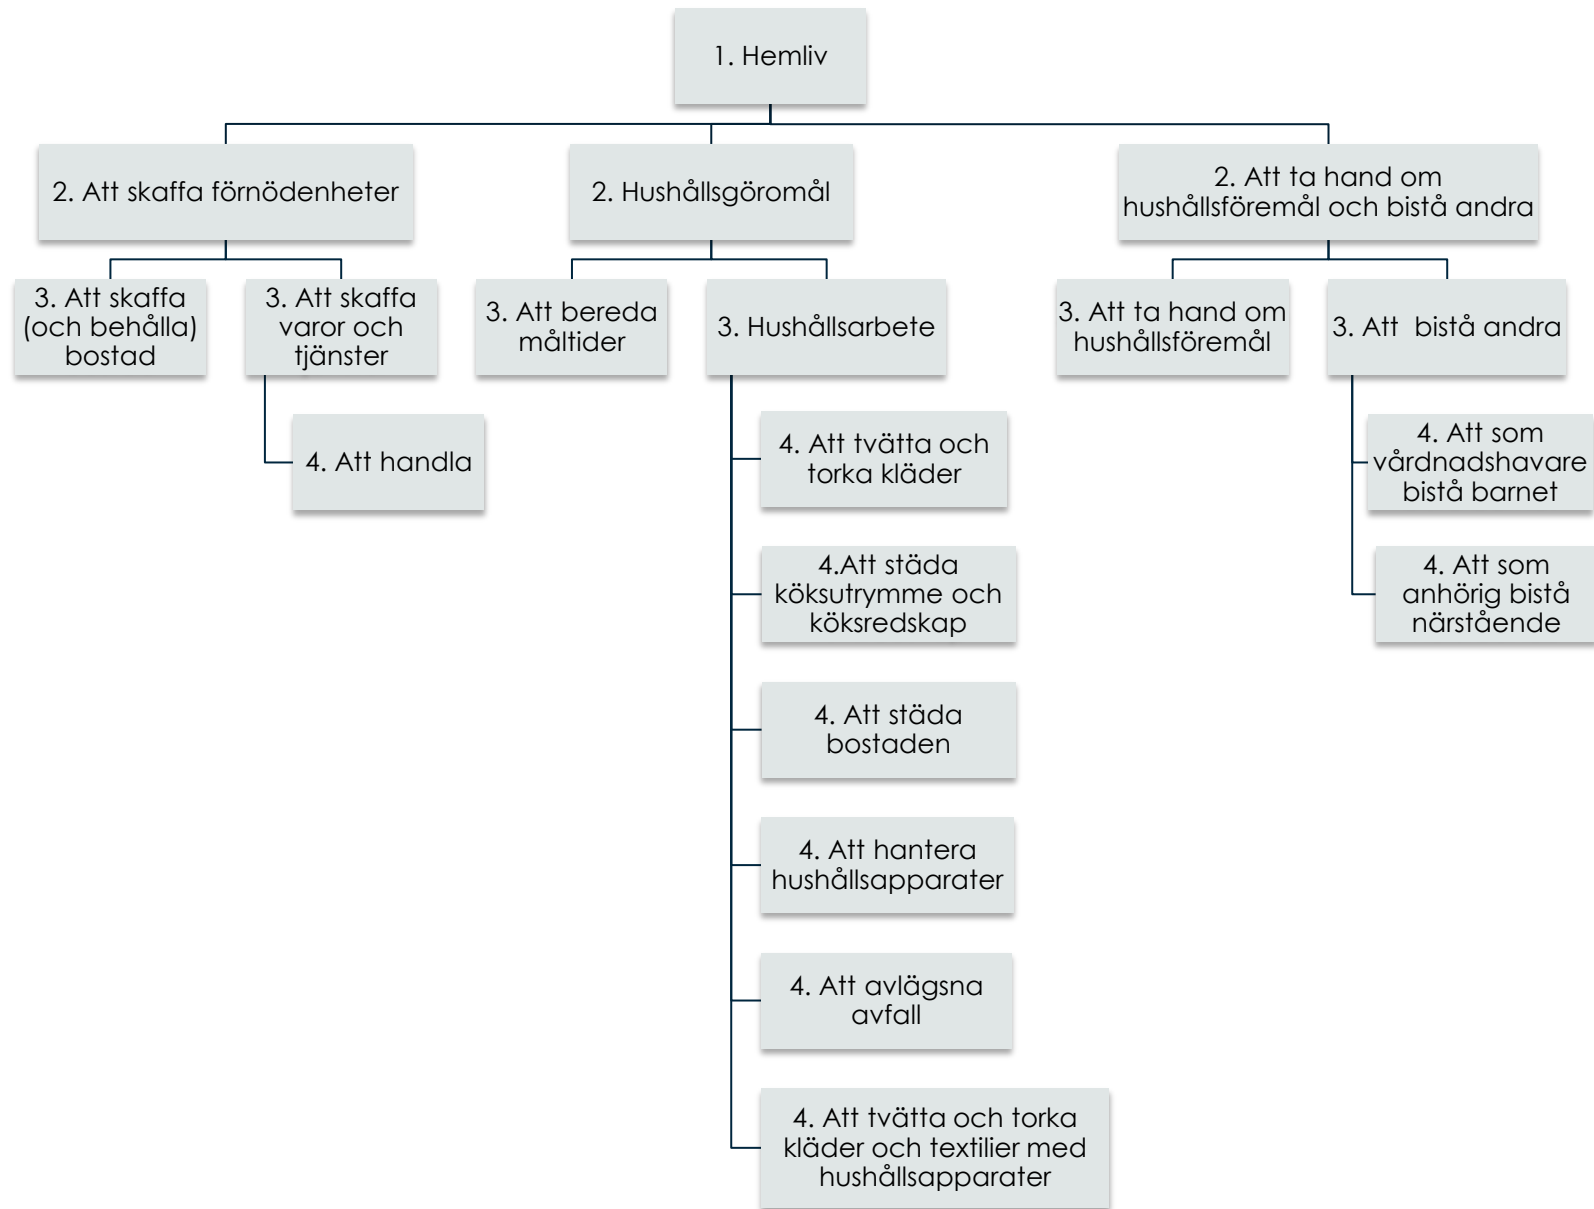 1. Hemliv
2. Att skaffa förnödenheter
2. Hushållsgöromål
2. Att ta hand om
hushållsföremål och bistå andra
3. Att skaffa
(och behålla)
bostad
3. Att skaffa
varor och
tjänster
3. Att bereda
måltider
3. Hushållsarbete
3. Att ta hand om
hushållsföremål
3. Att  bistå andra
4. Att handla
4. Att tvätta och
torka kläder
4.Att städa
köksutrymme och
köksredskap
4. Att städa
bostaden
4. Att hantera
hushållsapparater
4. Att avlägsna
avfall
4. Att tvätta och torka
kläder och textilier med
hushållsapparater
4. Att som
vårdnadshavare
bistå barnet
4. Att som
anhörig bistå
närstående